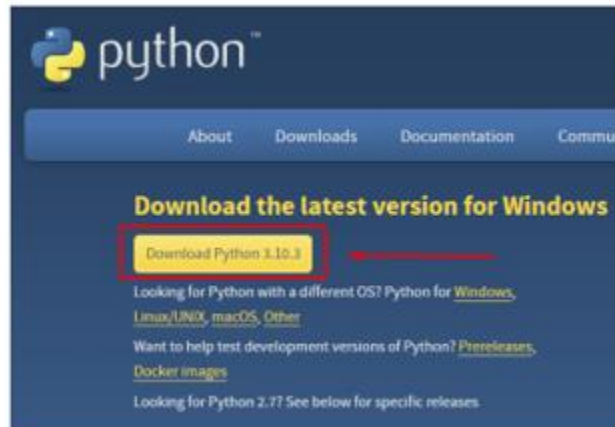 python™
About Downloads Documentation Commu
Download the latest version for Windows
Download Python 3.10.3
Looking for Python with a different OS? Python for Windows,
Linux/UNIX, macOS, Other
Want to help test development versions of Python? Prereleases,
Docker images
Looking for Python 2.7? See below for specific releases